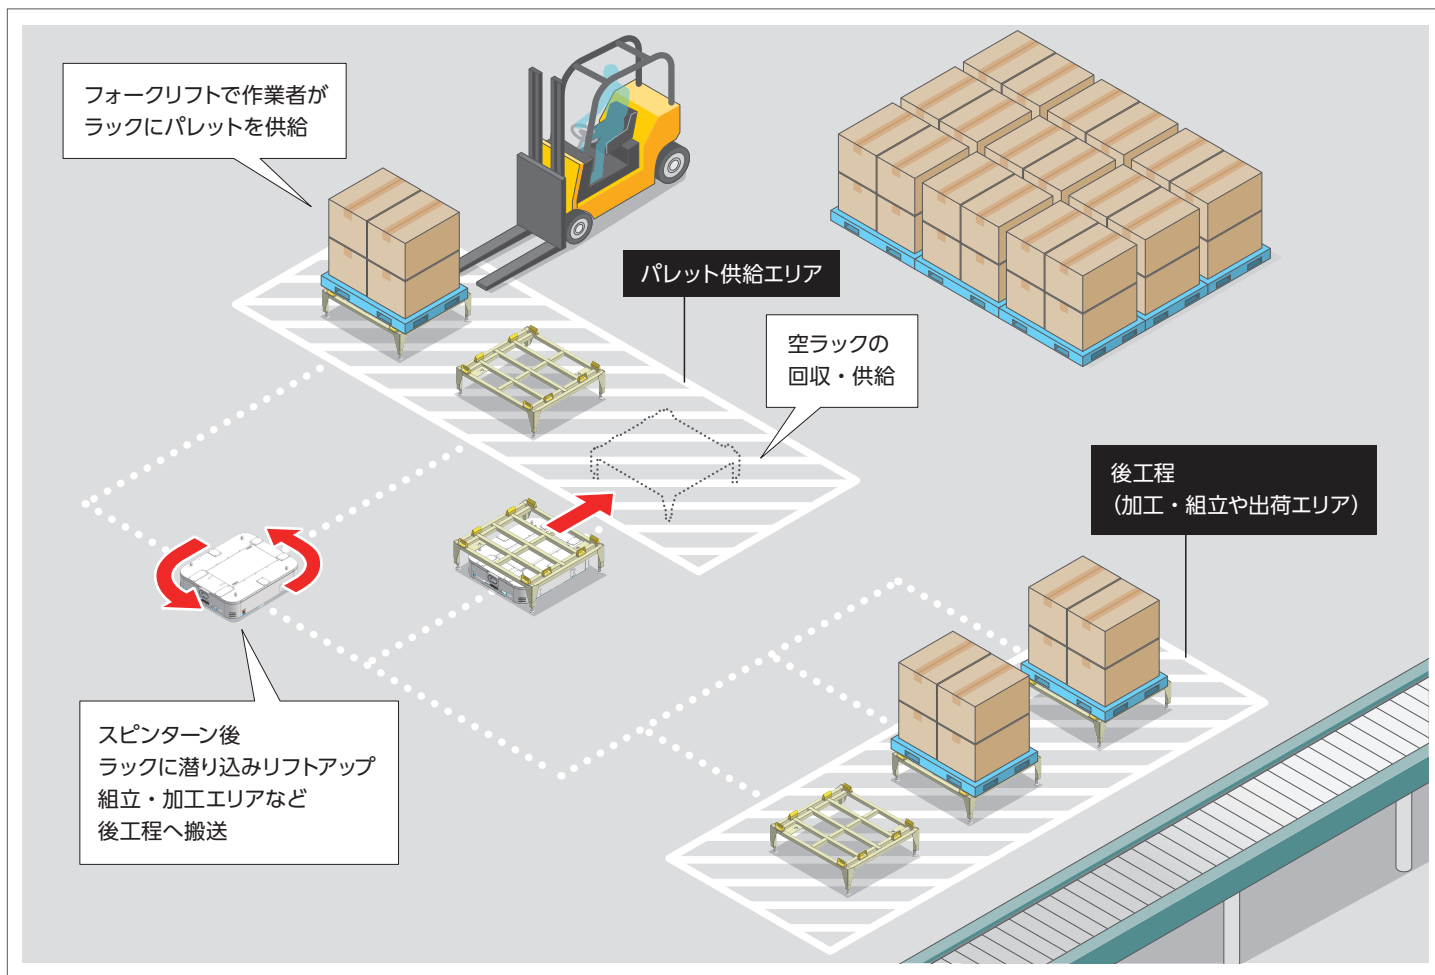 フォークリフトで作業者が
ラックにパレットを供給
パレット供給エリア
空ラックの
回収・供給
後工程
（加工・組立や出荷エリア）
スピンターン後
ラックに潜り込みリフトアップ
組立・加工エリアなど
後工程へ搬送